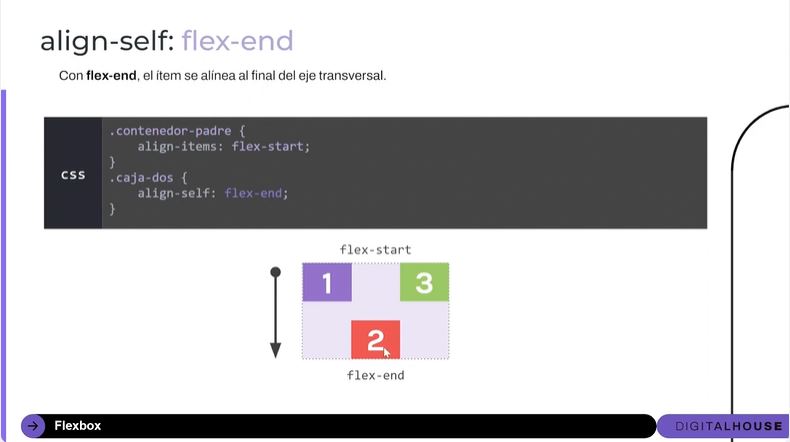 align-self: flex-end
Con flex-end, el ítem se alínea al final del eje transversal.
css
.contenedor-padre {
    align-items: flex-start;
}
.caja-dos {
    align-self: flex-end;
}
flex-start
1 3
2
flex-end
Flexbox
DIGITALHOUSE